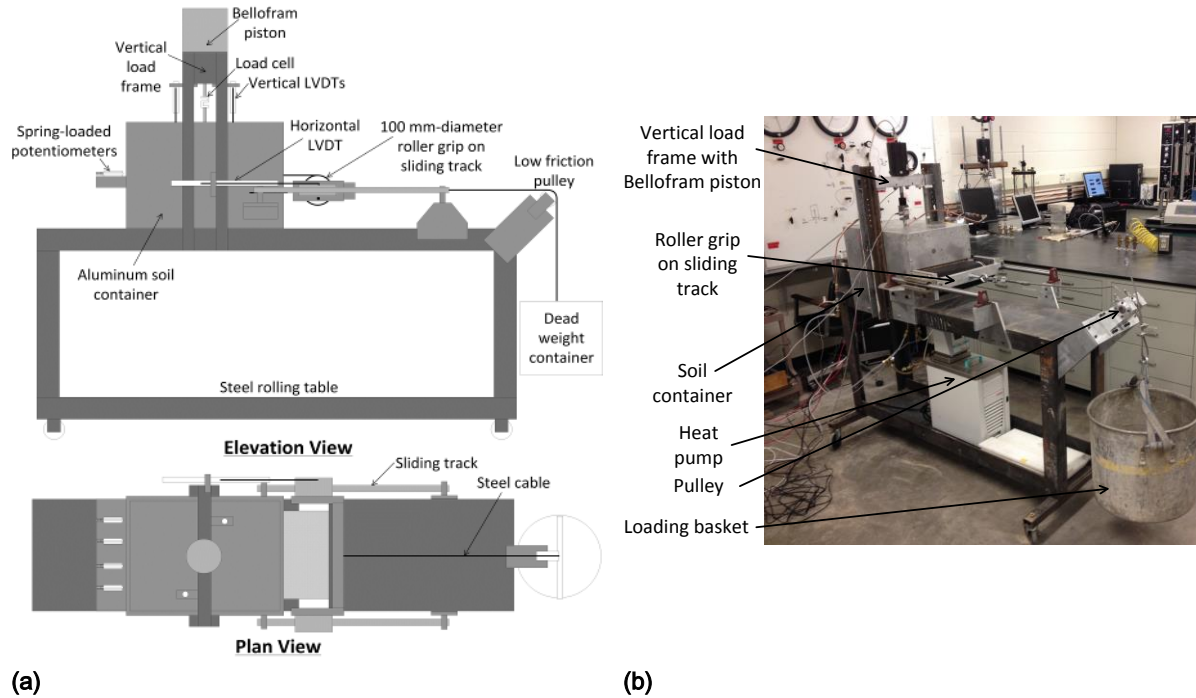 Bellofram
piston
Vertical
load
frame
Load cell
Vertical LVDTs
Spring-loaded
potentiometers
Horizontal
LVDT
100 mm-diameter
roller grip on
sliding track
Low friction
pulley
Aluminum soil
container
Dead
weight
container
Steel rolling table
Elevation View
Sliding track
Steel cable
Plan View
(a)
Vertical load
frame with
Bellofram piston
Roller grip
on sliding
track
Soil
container
Heat
pump
Pulley
Loading basket
(b)